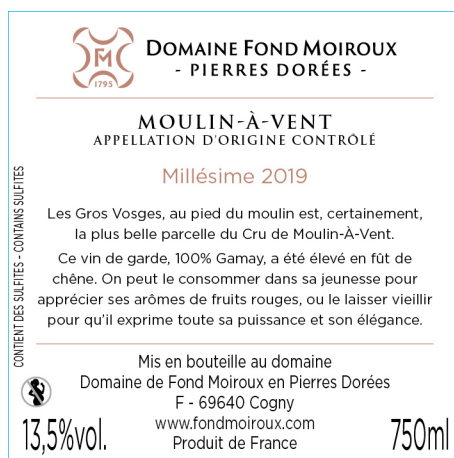 FM
1795
DOMAINE FOND MOIROUX
- PIERRES DORÉES -
MOULIN-À-VENT
APPELLATION D'ORIGINE CONTRÔLÉ
Millésime 2019
Les Gros Vosges, au pied du moulin est, certainement,
la plus belle parcelle du Cru de Moulin-À-Vent.
Ce vin de garde, 100% Gamay, a été élevé en fût de
chêne. On peut le consommer dans sa jeunesse pour
apprécier ses arômes de fruits rouges, ou le laisser vieillir
pour qu'il exprime toute sa puissance et son élégance.
CONTIENT DES SULFITES - CONTAINS SULFITES
Mis en bouteille au domaine
Domaine de Fond Moiroux en Pierres Dorées
F - 69640 Cogny
www.fondmoiroux.com
Produit de France
13,5%vol.
750ml